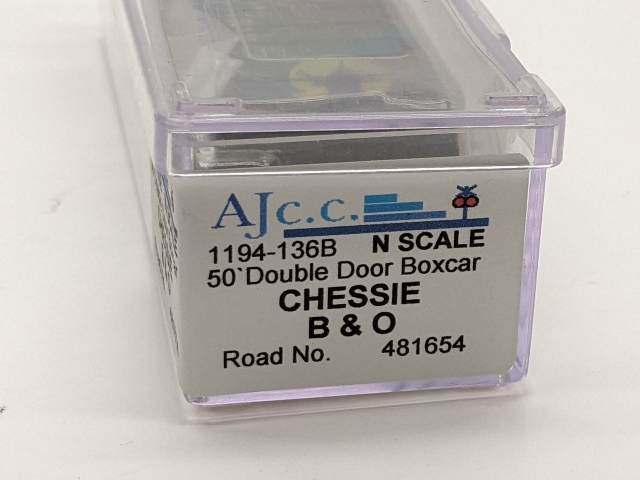 AJc.c.
1194-136B N SCALE
50`Double Door Boxcar
CHESSIE
B & O
Road No. 481654